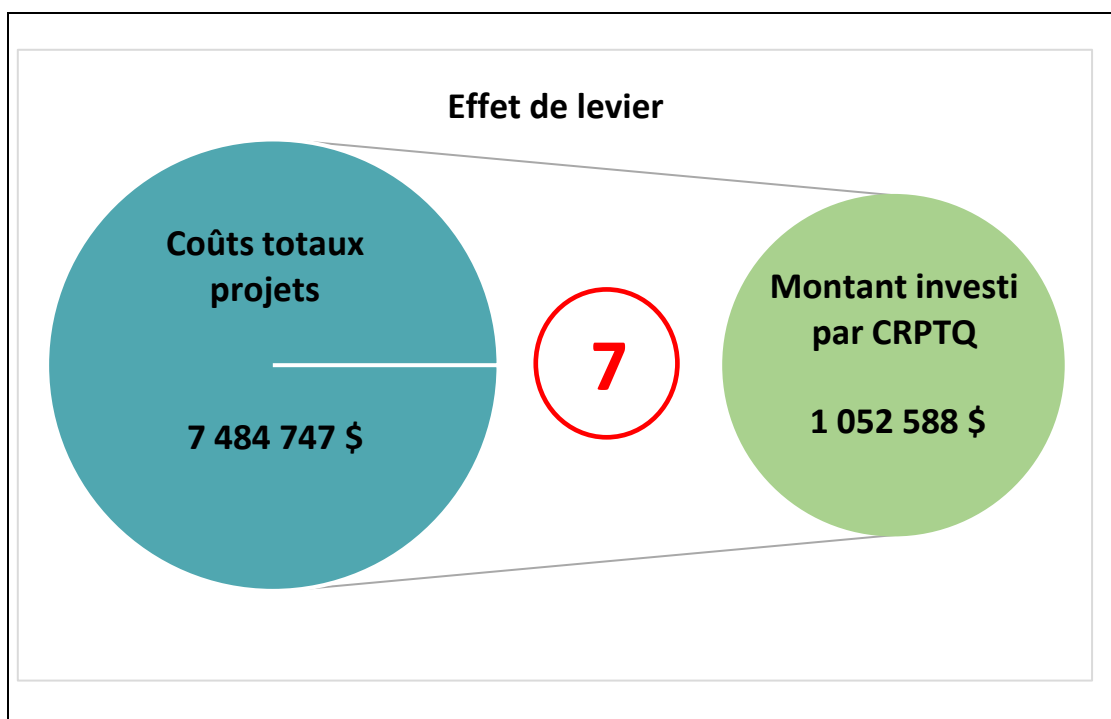 Effet de levier
Coûts totaux
projets
7 484 747 $
7
Montant investi
par CRPTQ
1 052 588 $